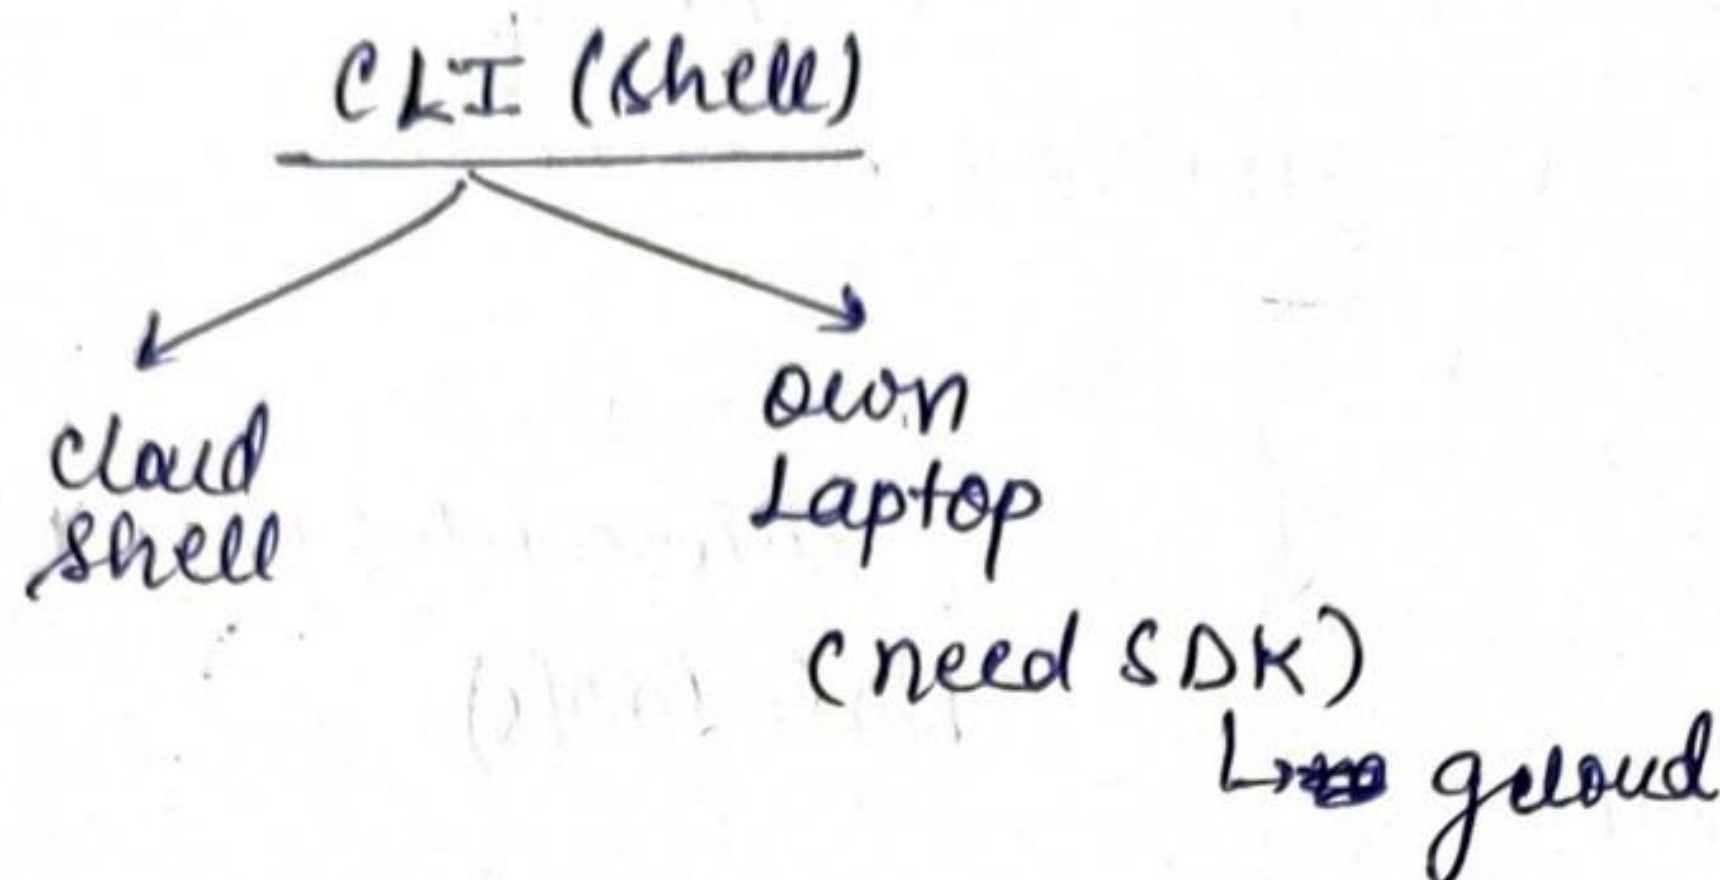 CLI (Shell)
Cloud
Shell
Own
Laptop
(need SDK)
gcloud